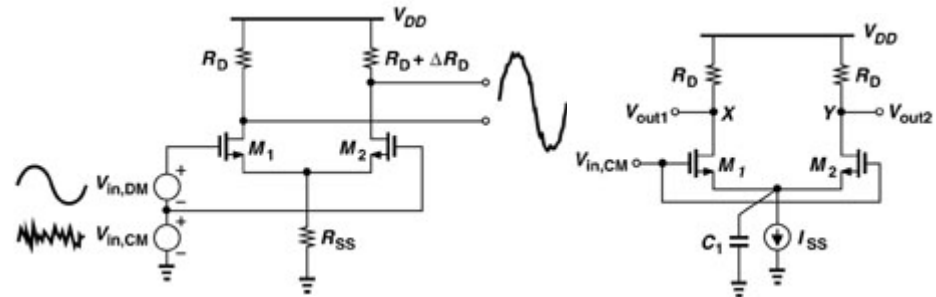 V_DD
R_D
R_D + ΔR_D
M_1
M_2
V_in,DM
+
−
V_in,CM
+
−
R_SS
V_DD
R_D
R_D
V_out1
X
Y
V_out2
V_in,CM
M_1
M_2
C_1
I_SS